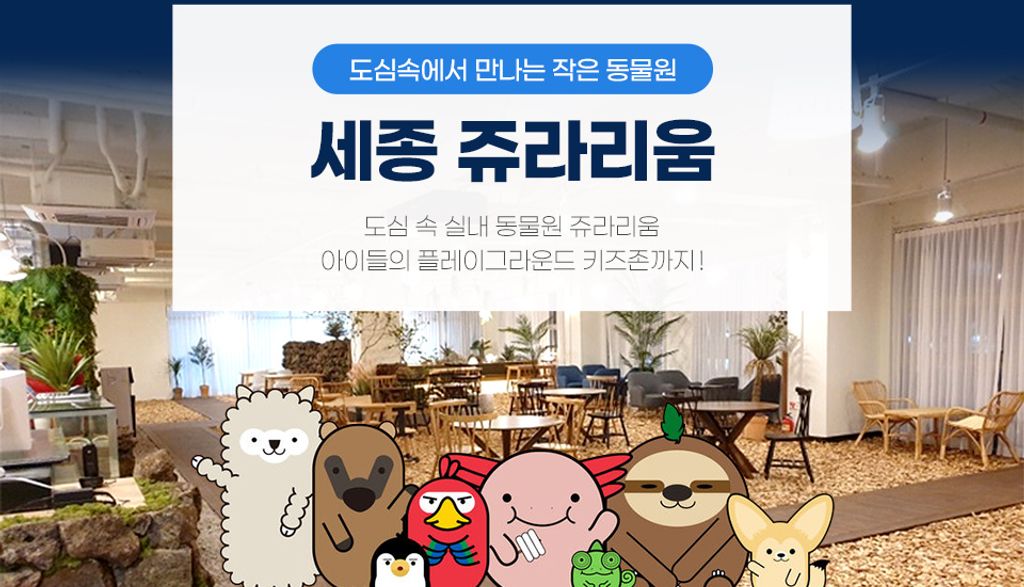 도심속에서 만나는 작은 동물원
세종 쥬라리움
도심 속 실내 동물원 쥬라리움
아이들의 플레이그라운드 키즈존까지!